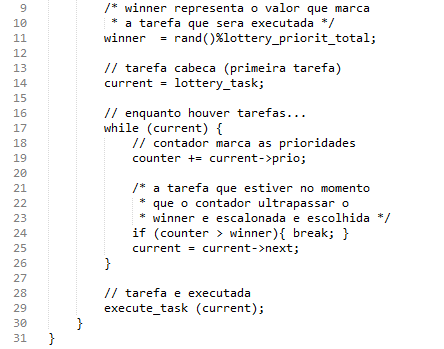 9 /* winner representa o valor que marca
10 * a tarefa que sera executada */
11 winner  = rand()%lottery_priorit_total;
12
13 // tarefa cabeca (primeira tarefa)
14 current = lottery_task;
15
16 // enquanto houver tarefas...
17 while (current) {
18 // contador marca as prioridades
19 counter += current->prio;
20
21 /* a tarefa que estiver no momento
22 * que o contador ultrapassar o
23 * winner e escalonada e escolhida */
24 if (counter > winner){ break; }
25 current = current->next;
26 }
27
28 // tarefa e executada
29 execute_task (current);
30 }
31 }